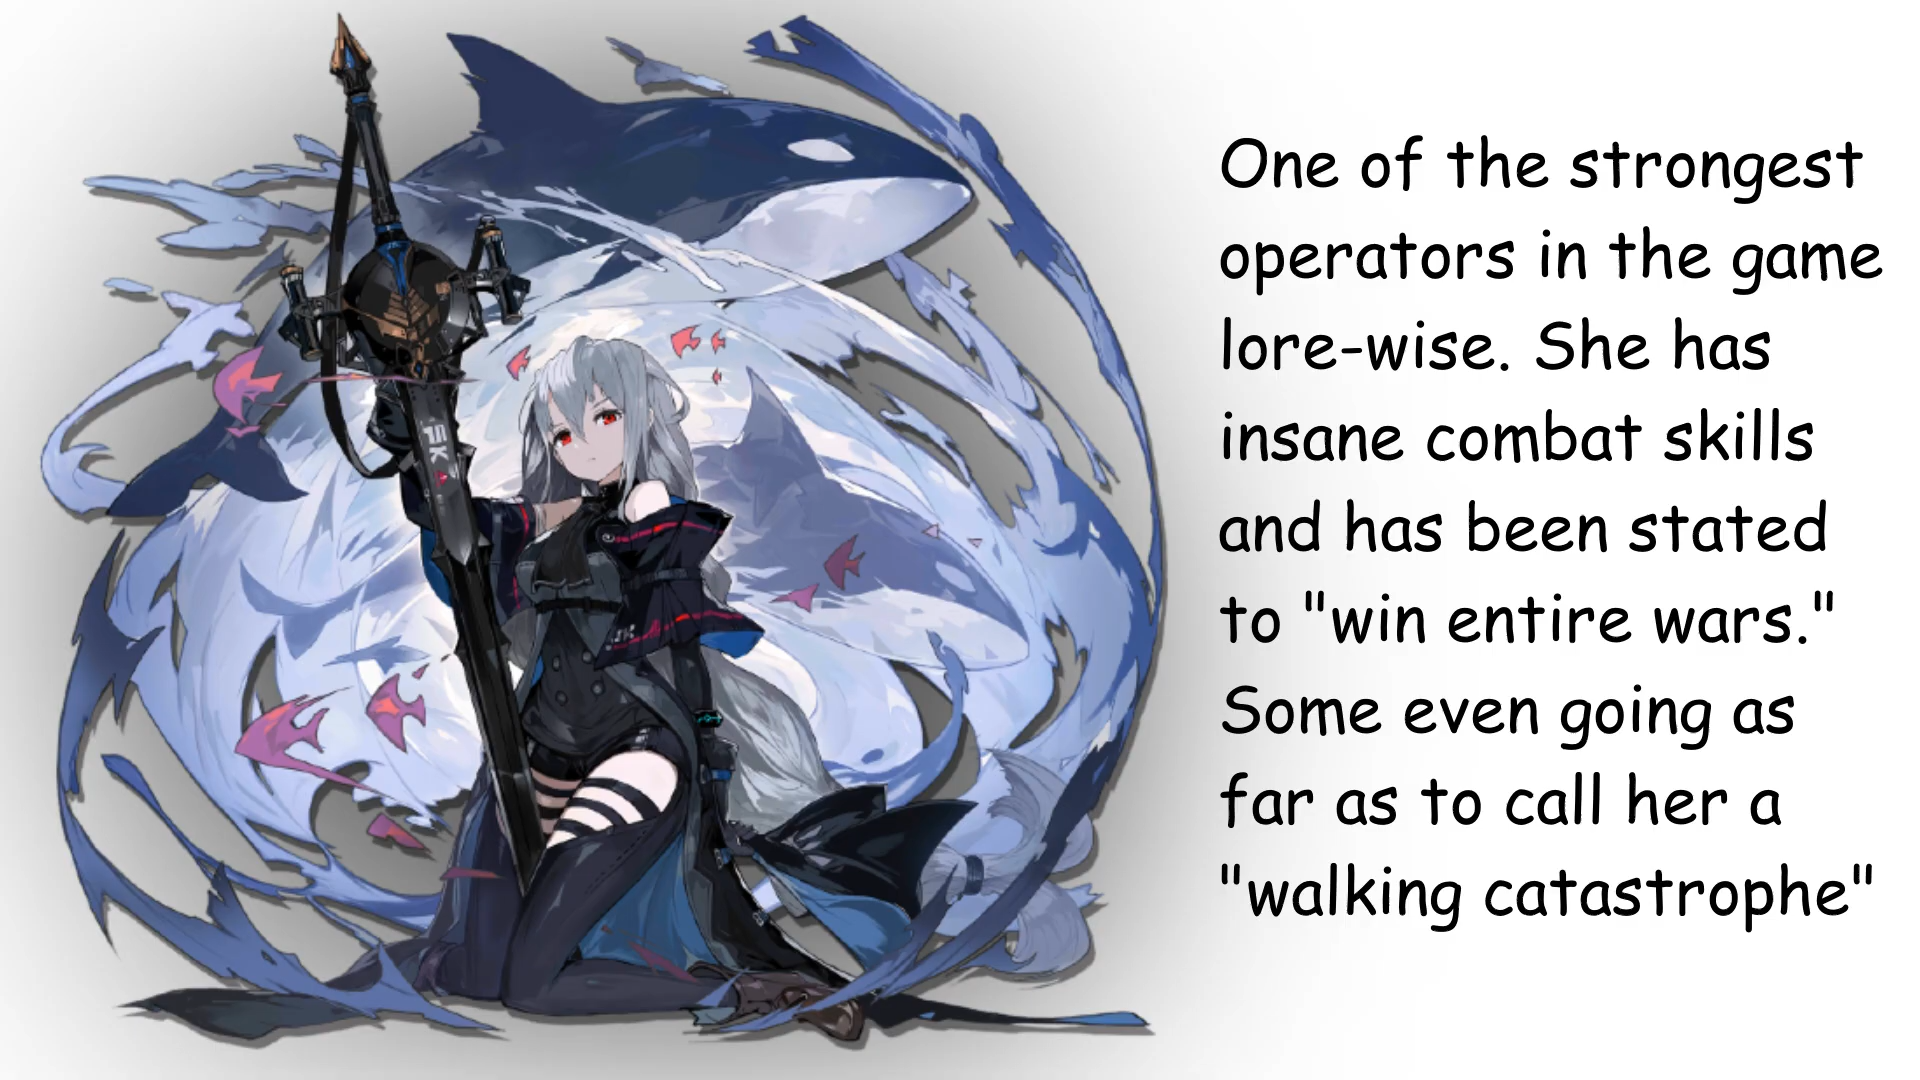 One of the strongest
operators in the game
lore-wise. She has
insane combat skills
and has been stated
to "win entire wars."
Some even going as
far as to call her a
"walking catastrophe"